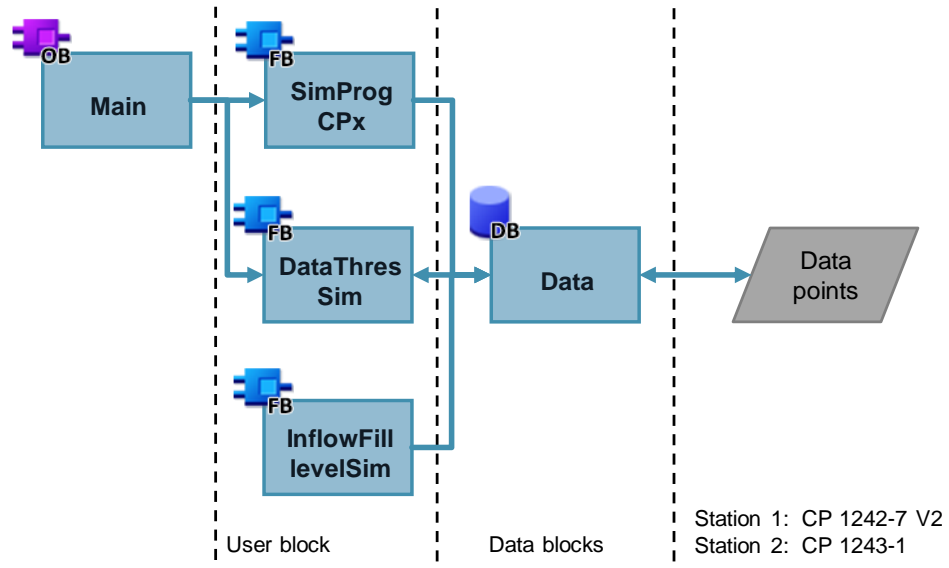 OB
Main
FB
SimProg
CPx
FB
DataThres
Sim
DB
Data
Data
points
FB
InflowFill
levelSim
User block
Data blocks
Station 1: CP 1242-7 V2
Station 2: CP 1243-1